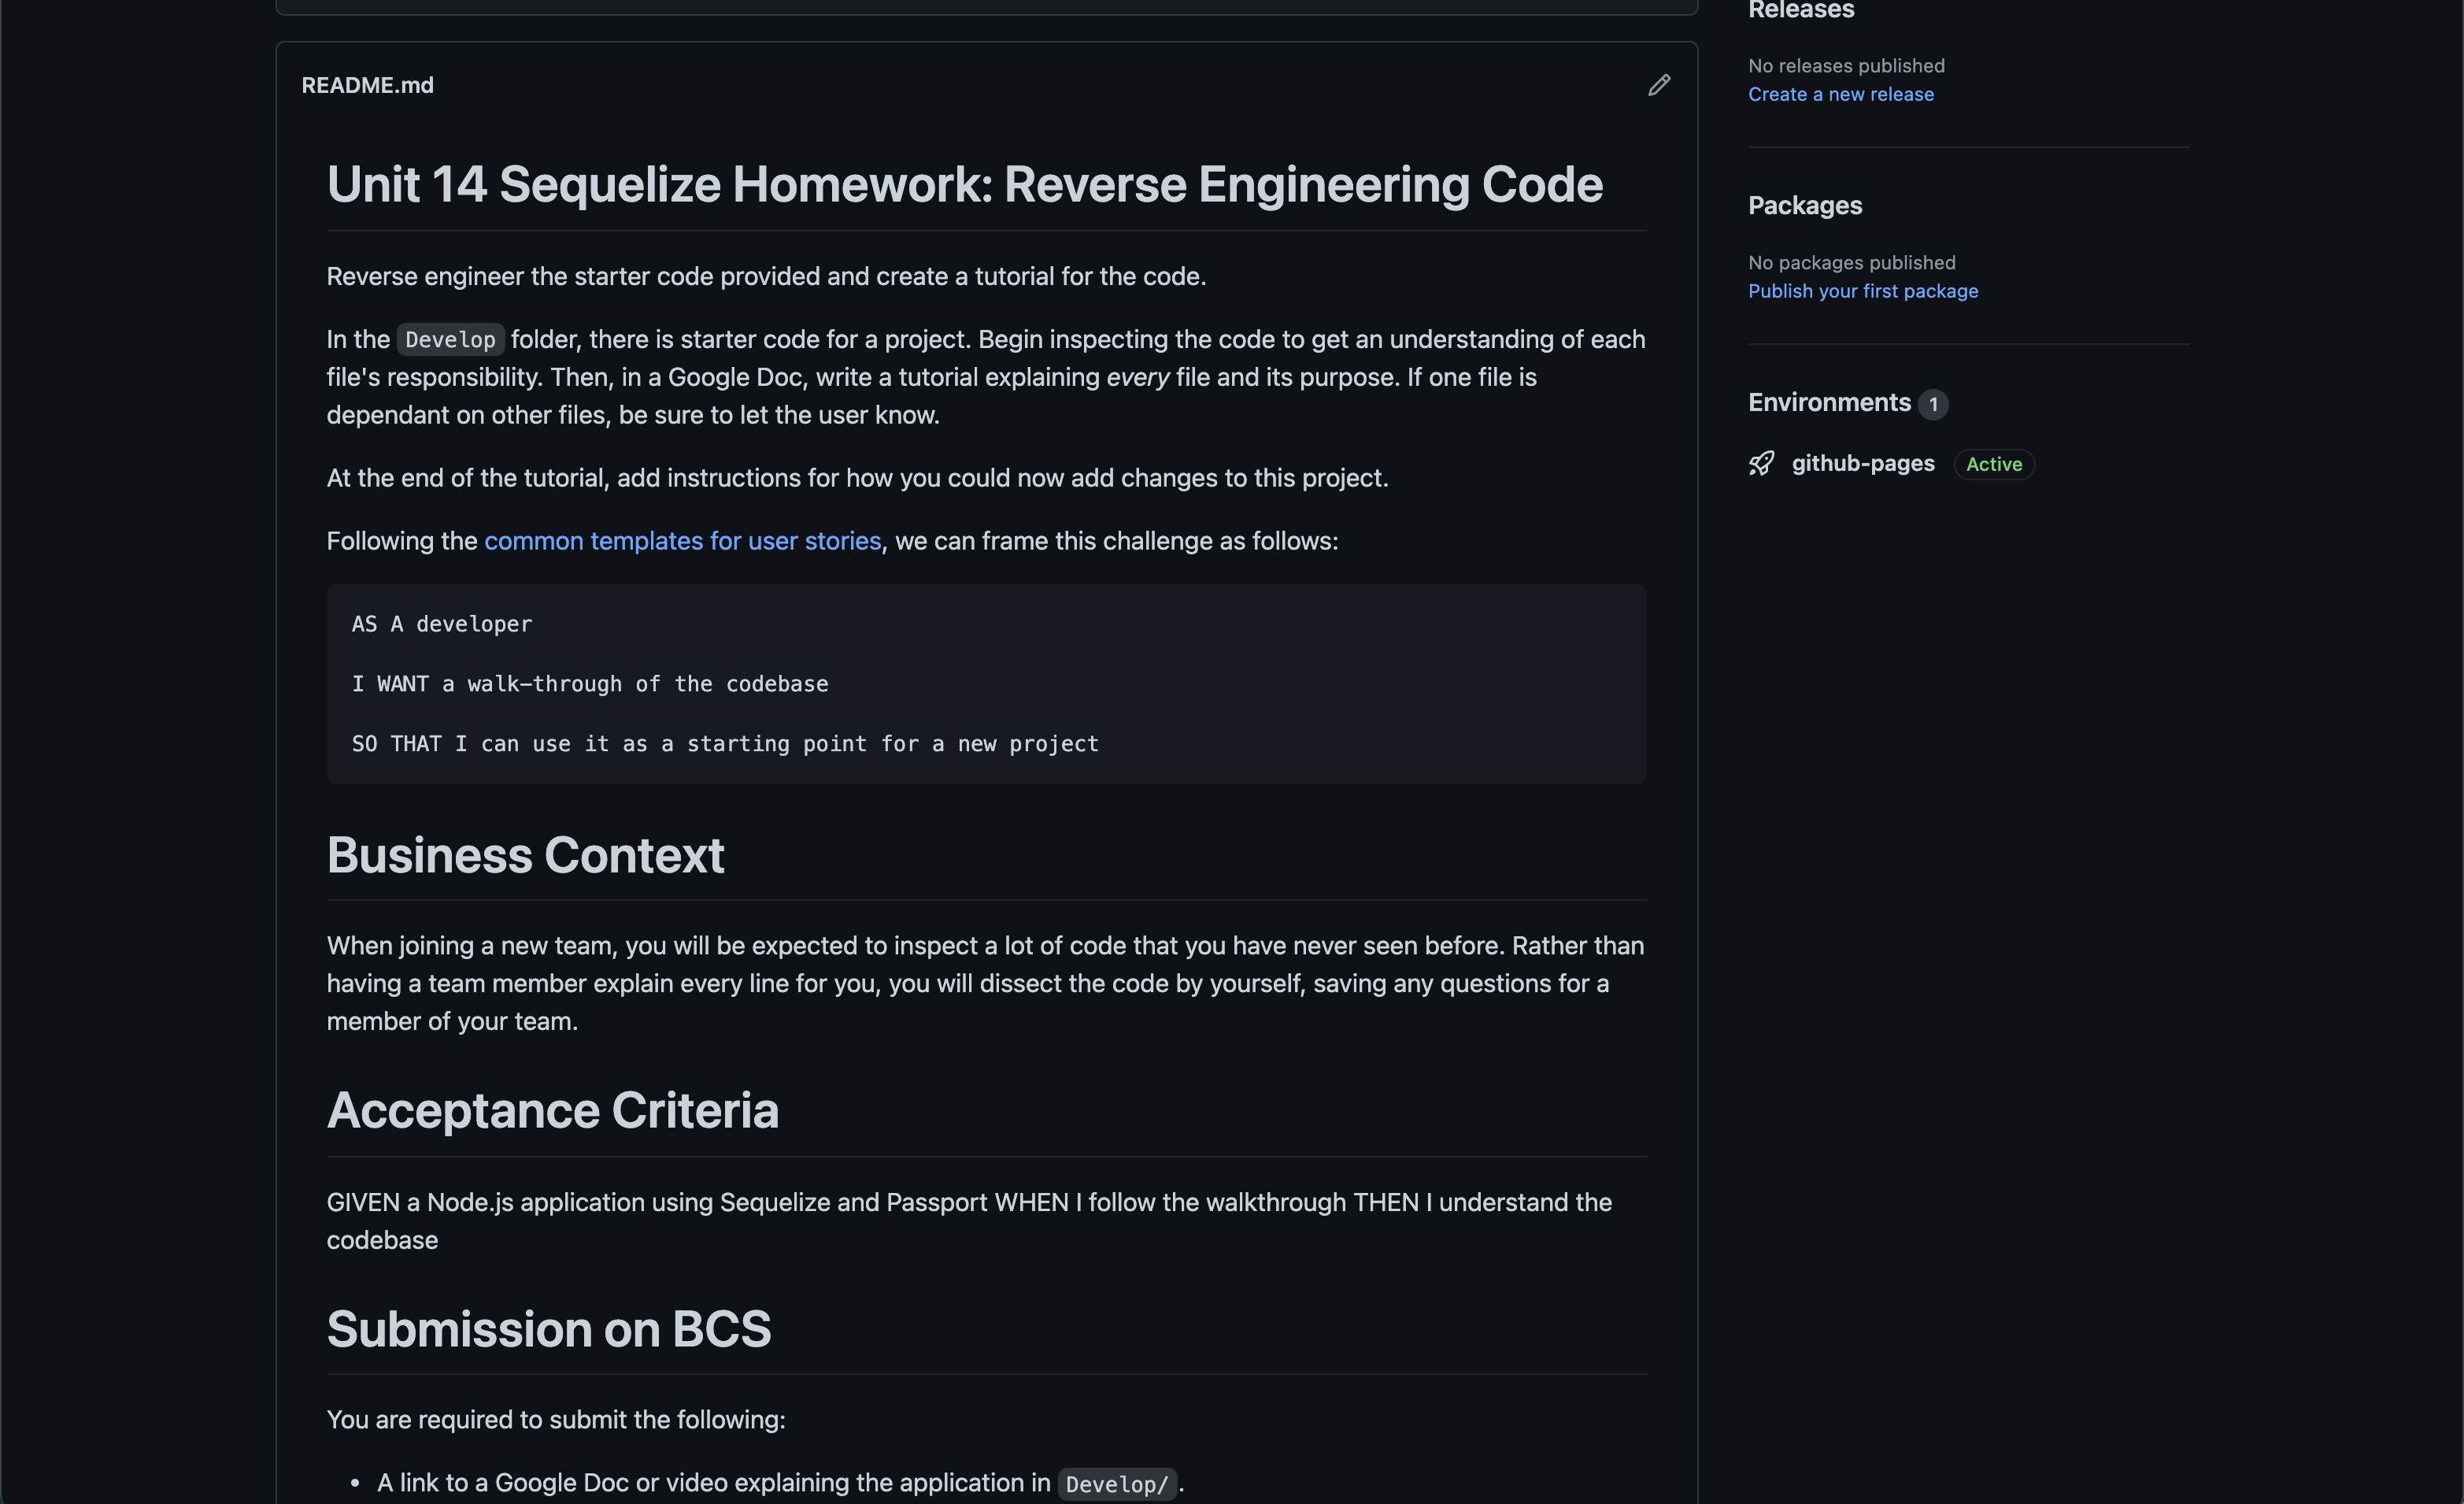 README.md
Unit 14 Sequelize Homework: Reverse Engineering Code
Reverse engineer the starter code provided and create a tutorial for the code.
In the Develop folder, there is starter code for a project. Begin inspecting the code to get an understanding of each
file's responsibility. Then, in a Google Doc, write a tutorial explaining every file and its purpose. If one file is
dependant on other files, be sure to let the user know.
At the end of the tutorial, add instructions for how you could now add changes to this project.
Following the common templates for user stories, we can frame this challenge as follows:
AS A developer
I WANT a walk-through of the codebase
SO THAT I can use it as a starting point for a new project
Business Context
When joining a new team, you will be expected to inspect a lot of code that you have never seen before. Rather than
having a team member explain every line for you, you will dissect the code by yourself, saving any questions for a
member of your team.
Acceptance Criteria
GIVEN a Node.js application using Sequelize and Passport WHEN I follow the walkthrough THEN I understand the
codebase
Submission on BCS
You are required to submit the following:
• A link to a Google Doc or video explaining the application in Develop/.
Releases
No releases published
Create a new release
Packages
No packages published
Publish your first package
Environments 1
github-pages Active